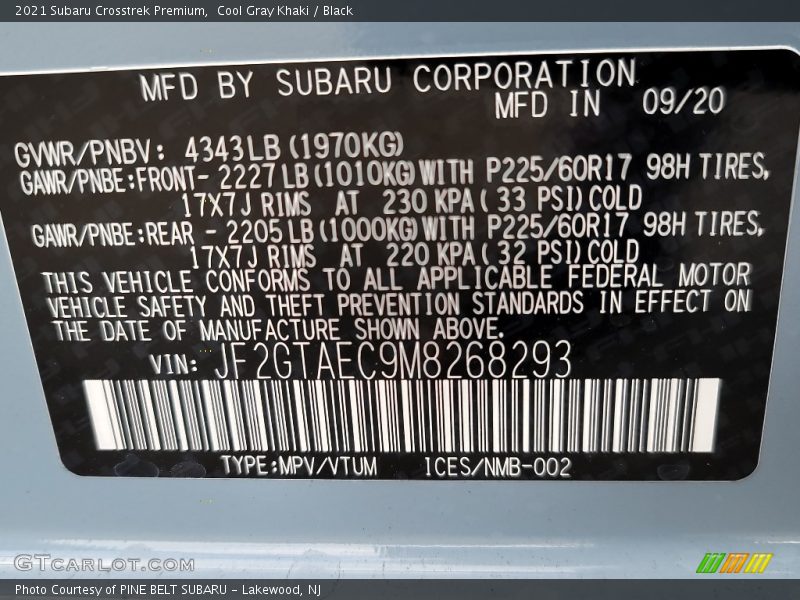 2021 Subaru Crosstrek Premium,  Cool Gray Khaki / Black
MFD BY SUBARU CORPORATION
MFD IN 09/20
GVWR/PNBV: 4343LB(1970KG)
GAWR/PNBE:FRONT- 2227LB(1010KG)WITH P225/60R17 98H TIRES,
17X7J RIMS AT 230 KPA(33 PSI)COLD
GAWR/PNBE:REAR - 2205LB(1000KG)WITH P225/60R17 98H TIRES,
17X7J RIMS AT 220 KPA(32 PSI)COLD
THIS VEHICLE CONFORMS TO ALL APPLICABLE FEDERAL MOTOR
VEHICLE SAFETY AND THEFT PREVENTION STANDARDS IN EFFECT ON
THE DATE OF MANUFACTURE SHOWN ABOVE.
VIN: JF2GTAEC9M8268293
TYPE:MPV/VTUM ICES/NMB-002
GTCARLOT.COM
Photo Courtesy of PINE BELT SUBARU - Lakewood, NJ